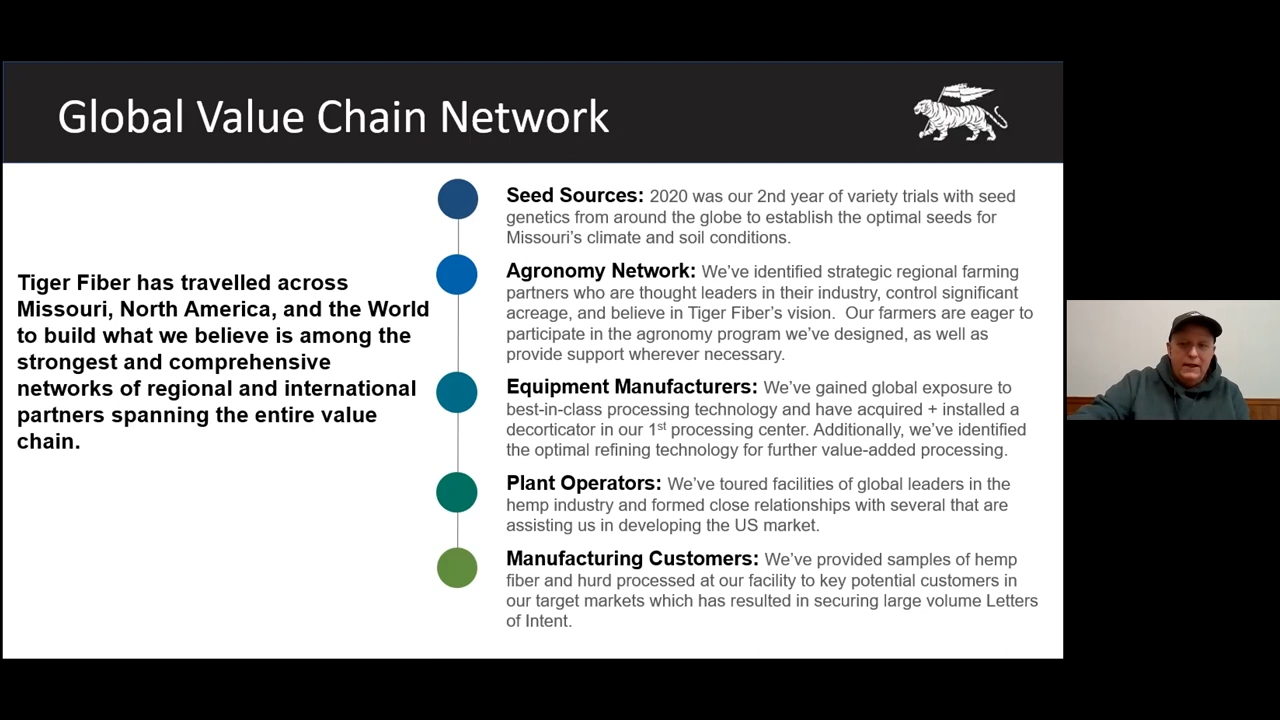 Global Value Chain Network
Tiger Fiber has travelled across
Missouri, North America, and the World
to build what we believe is among the
strongest and comprehensive
networks of regional and international
partners spanning the entire value
chain.
Seed Sources: 2020 was our 2nd year of variety trials with seed
genetics from around the globe to establish the optimal seeds for
Missouri's climate and soil conditions.
Agronomy Network: We've identified strategic regional farming
partners who are thought leaders in their industry, control significant
acreage, and believe in Tiger Fiber's vision.  Our farmers are eager to
participate in the agronomy program we've designed, as well as
provide support wherever necessary.
Equipment Manufacturers: We've gained global exposure to
best-in-class processing technology and have acquired + installed a
decorticator in our 1st processing center. Additionally, we've identified
the optimal refining technology for further value-added processing.
Plant Operators: We've toured facilities of global leaders in the
hemp industry and formed close relationships with several that are
assisting us in developing the US market.
Manufacturing Customers: We've provided samples of hemp
fiber and hurd processed at our facility to key potential customers in
our target markets which has resulted in securing large volume Letters
of Intent.